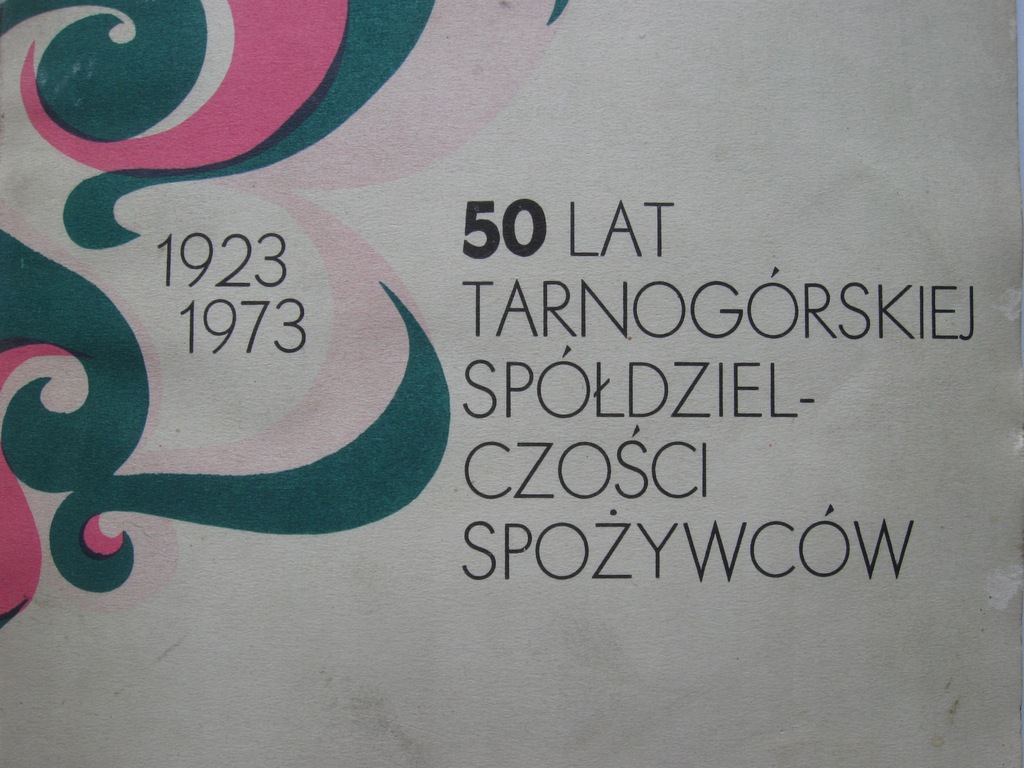 1923
1973
50 LAT
TARNOGÓRSKIEJ
SPÓŁDZIEL-
CZOŚCI
SPOŻYWCÓW